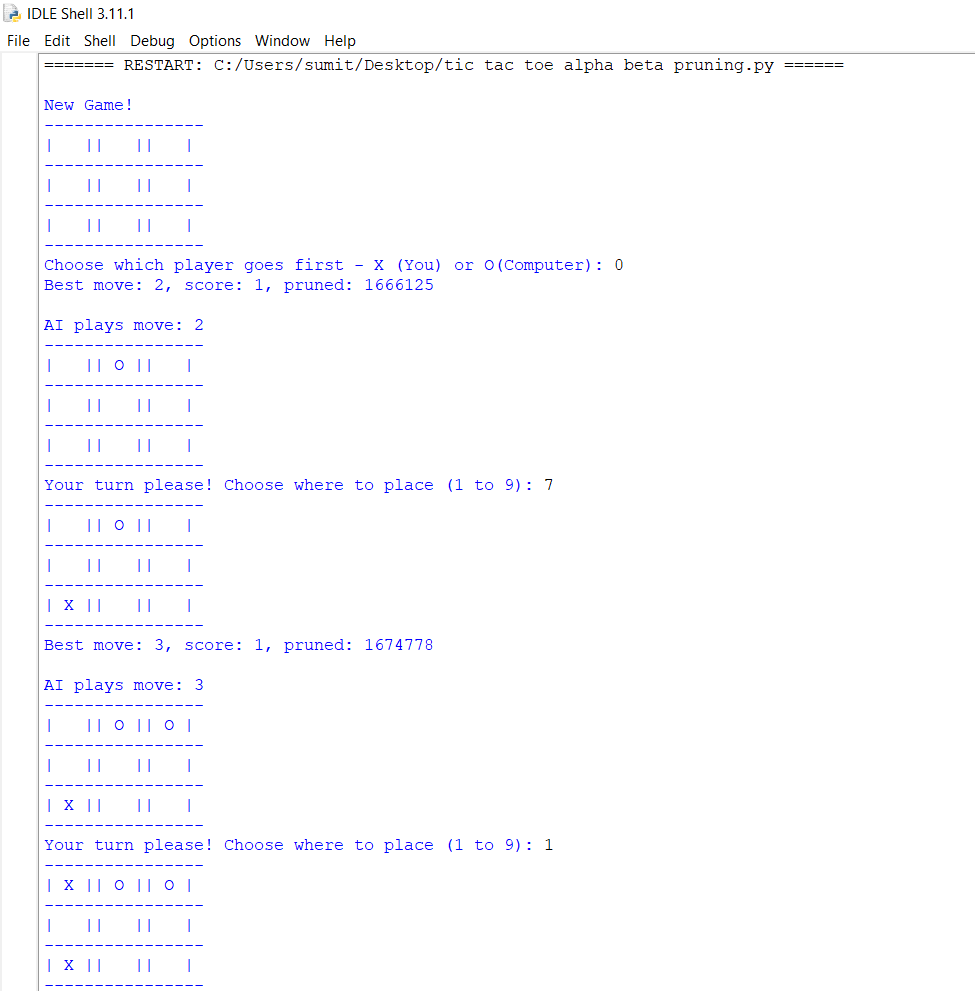 IDLE Shell 3.11.1
File Edit Shell Debug Options Window Help
======= RESTART: C:/Users/sumit/Desktop/tic tac toe alpha beta pruning.py ======
New Game!
----------------
|   ||   ||   |
----------------
|   ||   ||   |
----------------
|   ||   ||   |
----------------
Choose which player goes first - X (You) or O(Computer): 0
Best move: 2, score: 1, pruned: 1666125
AI plays move: 2
----------------
|   || O ||   |
----------------
|   ||   ||   |
----------------
|   ||   ||   |
----------------
Your turn please! Choose where to place (1 to 9): 7
----------------
|   || O ||   |
----------------
|   ||   ||   |
----------------
| X ||   ||   |
----------------
Best move: 3, score: 1, pruned: 1674778
AI plays move: 3
----------------
|   || O || O |
----------------
|   ||   ||   |
----------------
| X ||   ||   |
----------------
Your turn please! Choose where to place (1 to 9): 1
----------------
| X || O || O |
----------------
|   ||   ||   |
----------------
| X ||   ||   |
----------------